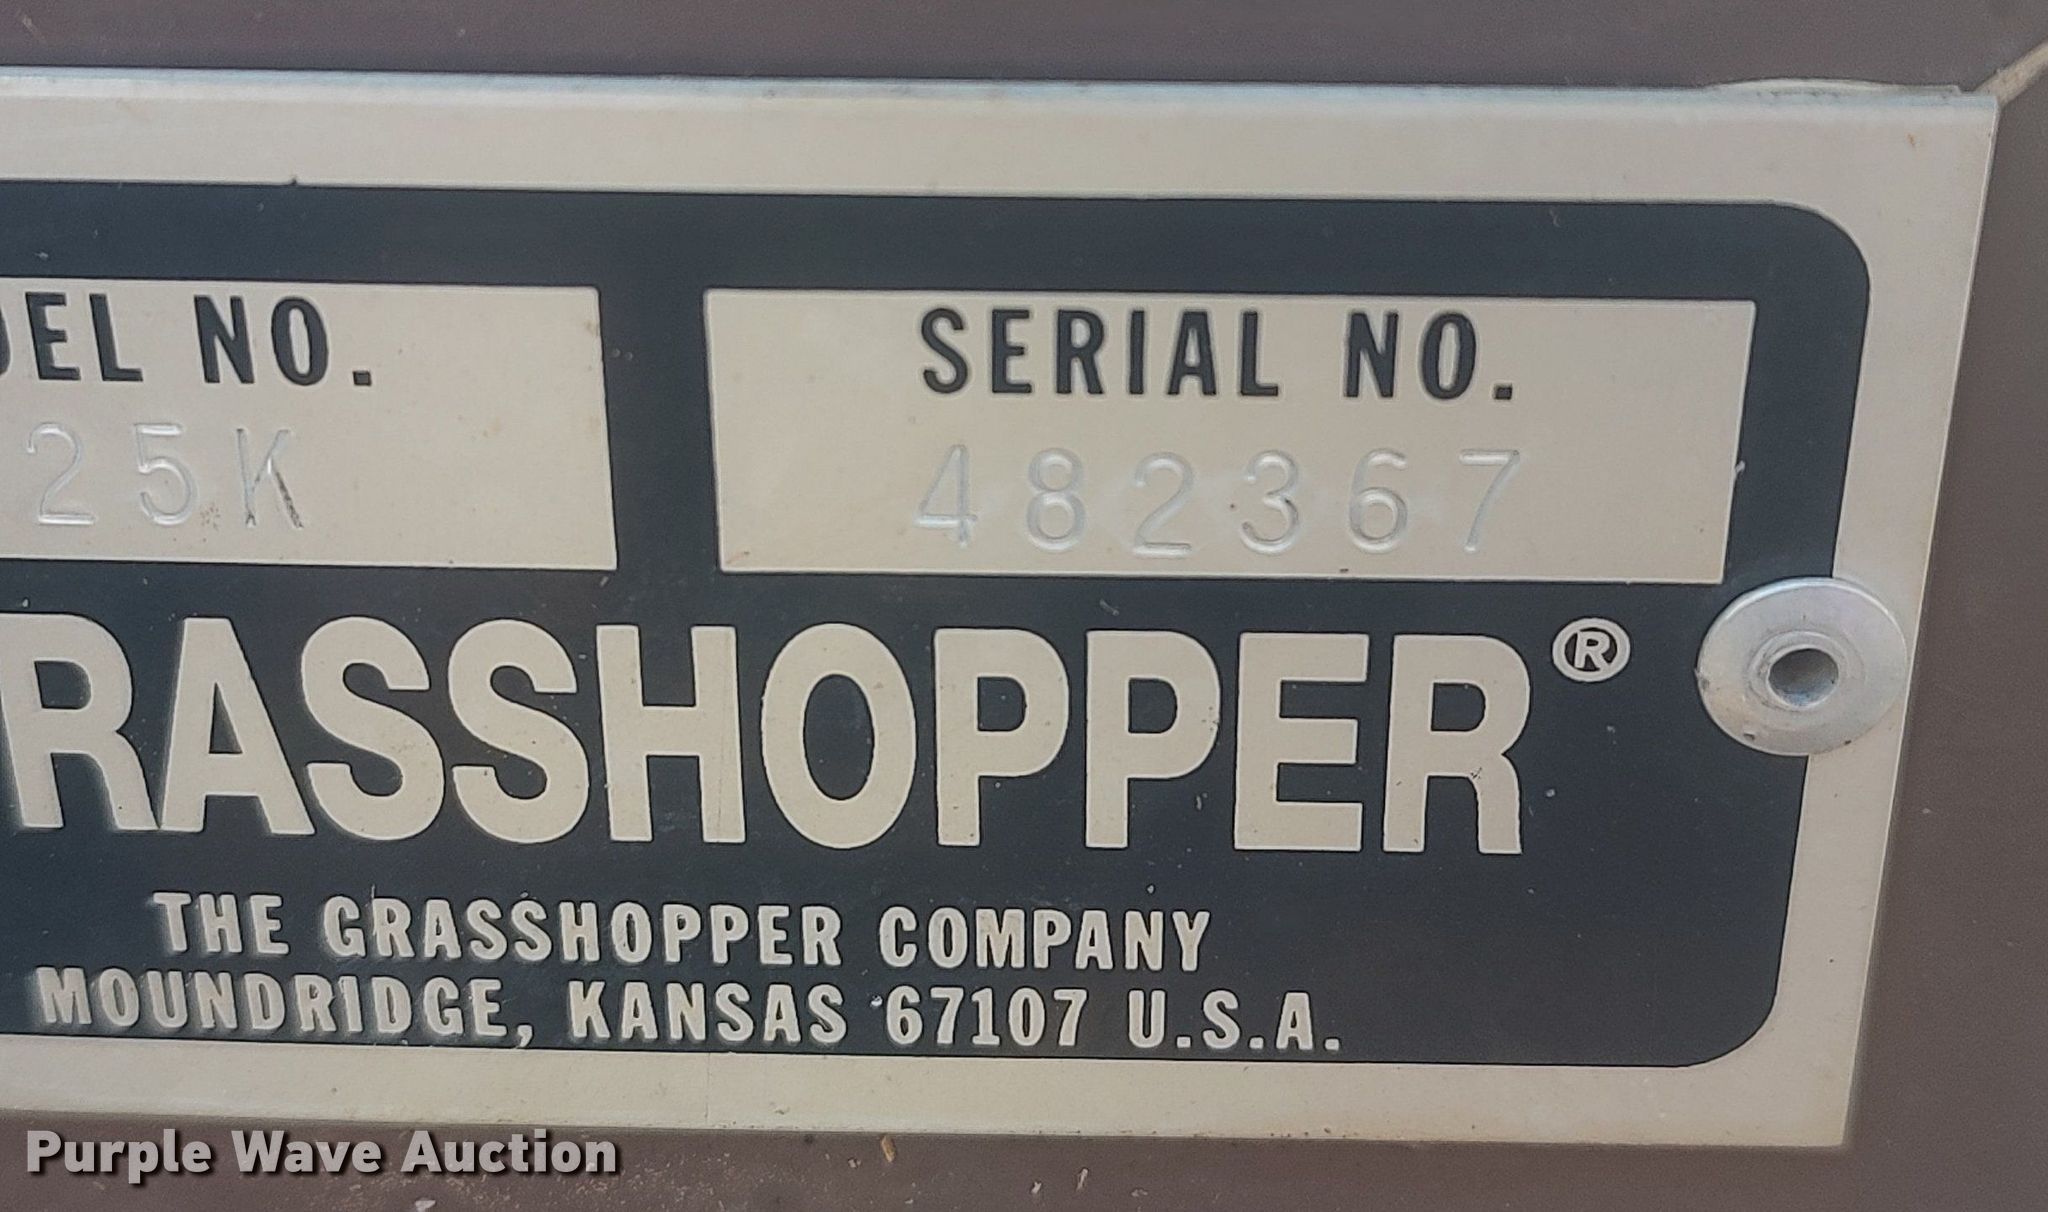 DEL NO.
SERIAL NO.
25K
482367
RASSHOPPER®
THE GRASSHOPPER COMPANY
MOUNDRIDGE, KANSAS 67107 U.S.A.
Purple Wave Auction